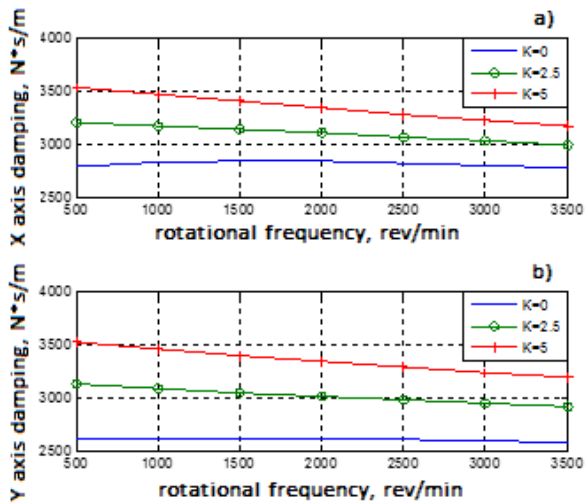 a)
X axis damping, N*s/m
4000
3500
3000
2500
K=0
K=2.5
K=5
500 1000 1500 2000 2500 3000 3500
rotational frequency, rev/min
b)
Y axis damping, N*s/m
4000
3500
3000
2500
K=0
K=2.5
K=5
500 1000 1500 2000 2500 3000 3500
rotational frequency, rev/min